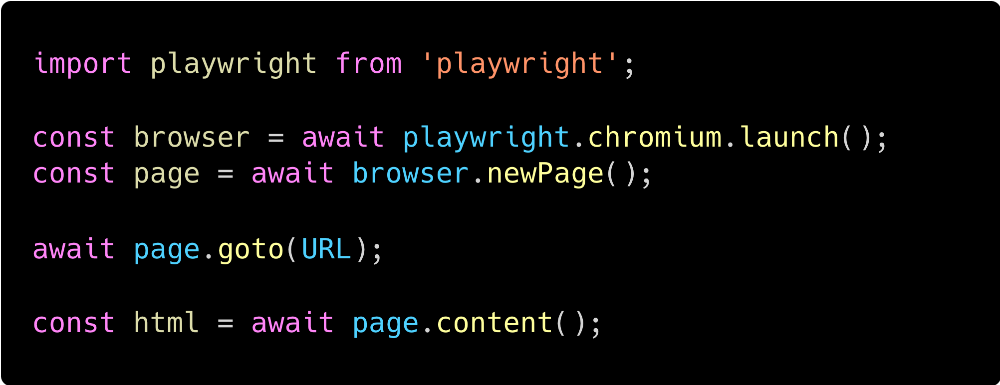 import playwright from 'playwright';
const browser = await playwright.chromium.launch();
const page = await browser.newPage();
await page.goto(URL);
const html = await page.content();